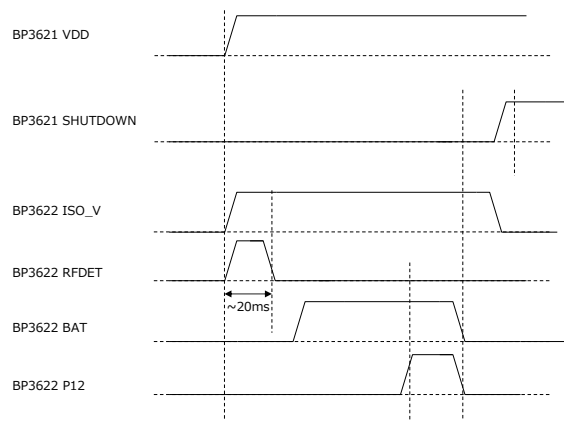 BP3621 VDD
BP3621 SHUTDOWN
BP3622 ISO_V
BP3622 RFDET
~20ms
BP3622 BAT
BP3622 P12